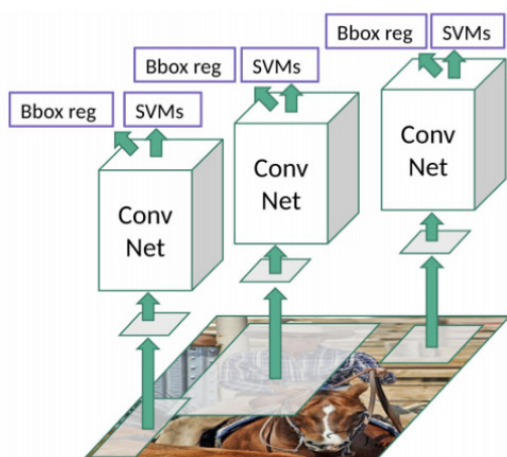 Bbox reg SVMs
Conv
Net
Bbox reg SVMs
Conv
Net
Bbox reg SVMs
Conv
Net